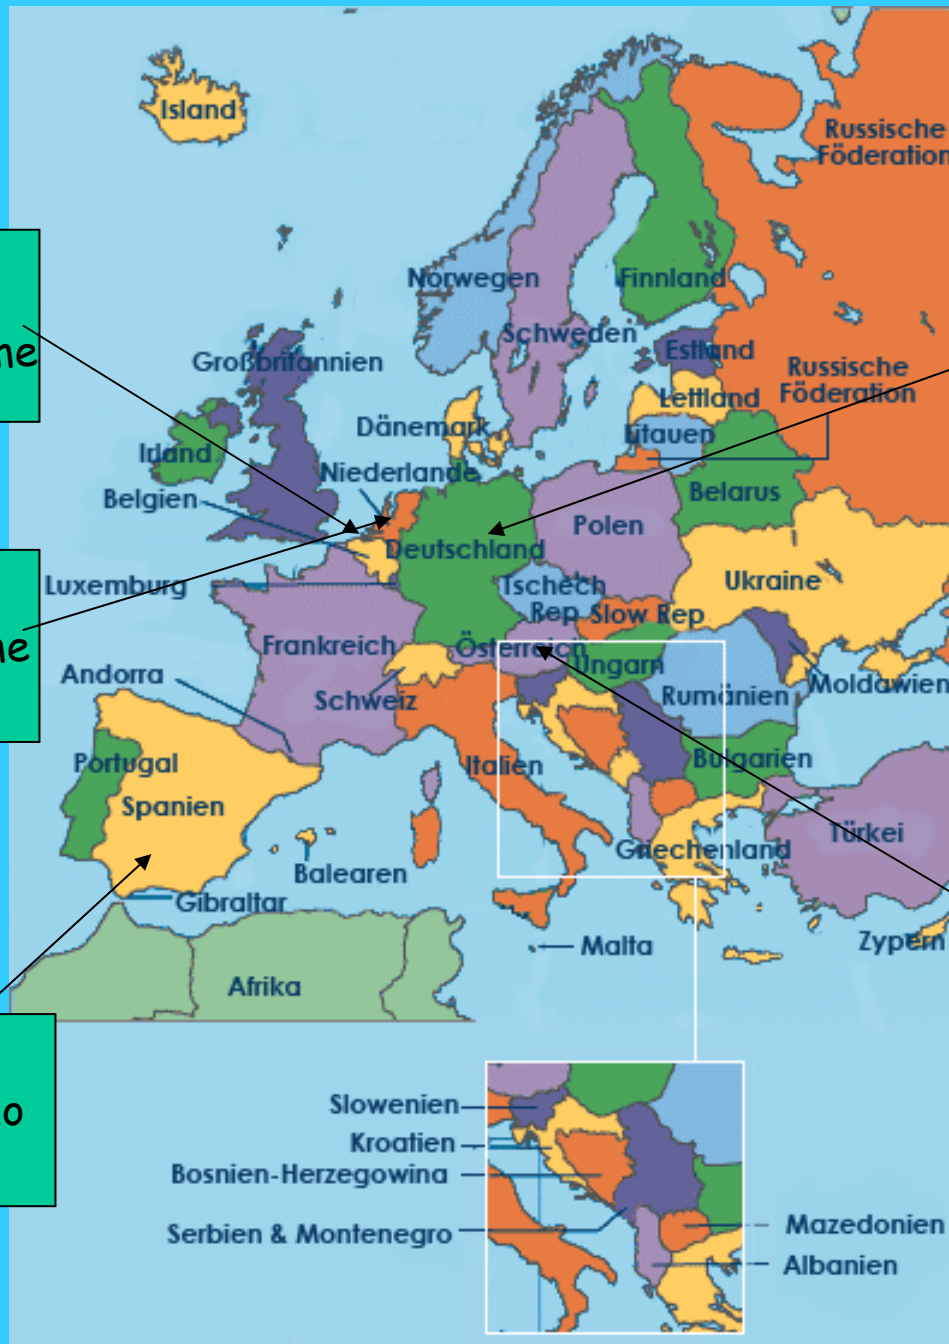 Island
Russische
Föderation
Norwegen
Finnland
Schweden
Großbritannien
Estland
ne
Russische
Föderation
Lettland
Dänemark
Litauen
Irland
Niederlande
Belgien
Belarus
Polen
Deutschland
Luxemburg
Tschech
Rep
Ukraine
Slow Rep
ne
Frankreich
Österreich
Ungarn
Andorra
Schweiz
Rumänien
Moldawien
Portugal
Italien
Bulgarien
Spanien
Türkei
Griechenland
Balearen
Gibraltar
Malta
Zypern
Afrika
o
Slowenien
Kroatien
Bosnien-Herzegowina
Serbien & Montenegro
Mazedonien
Albanien